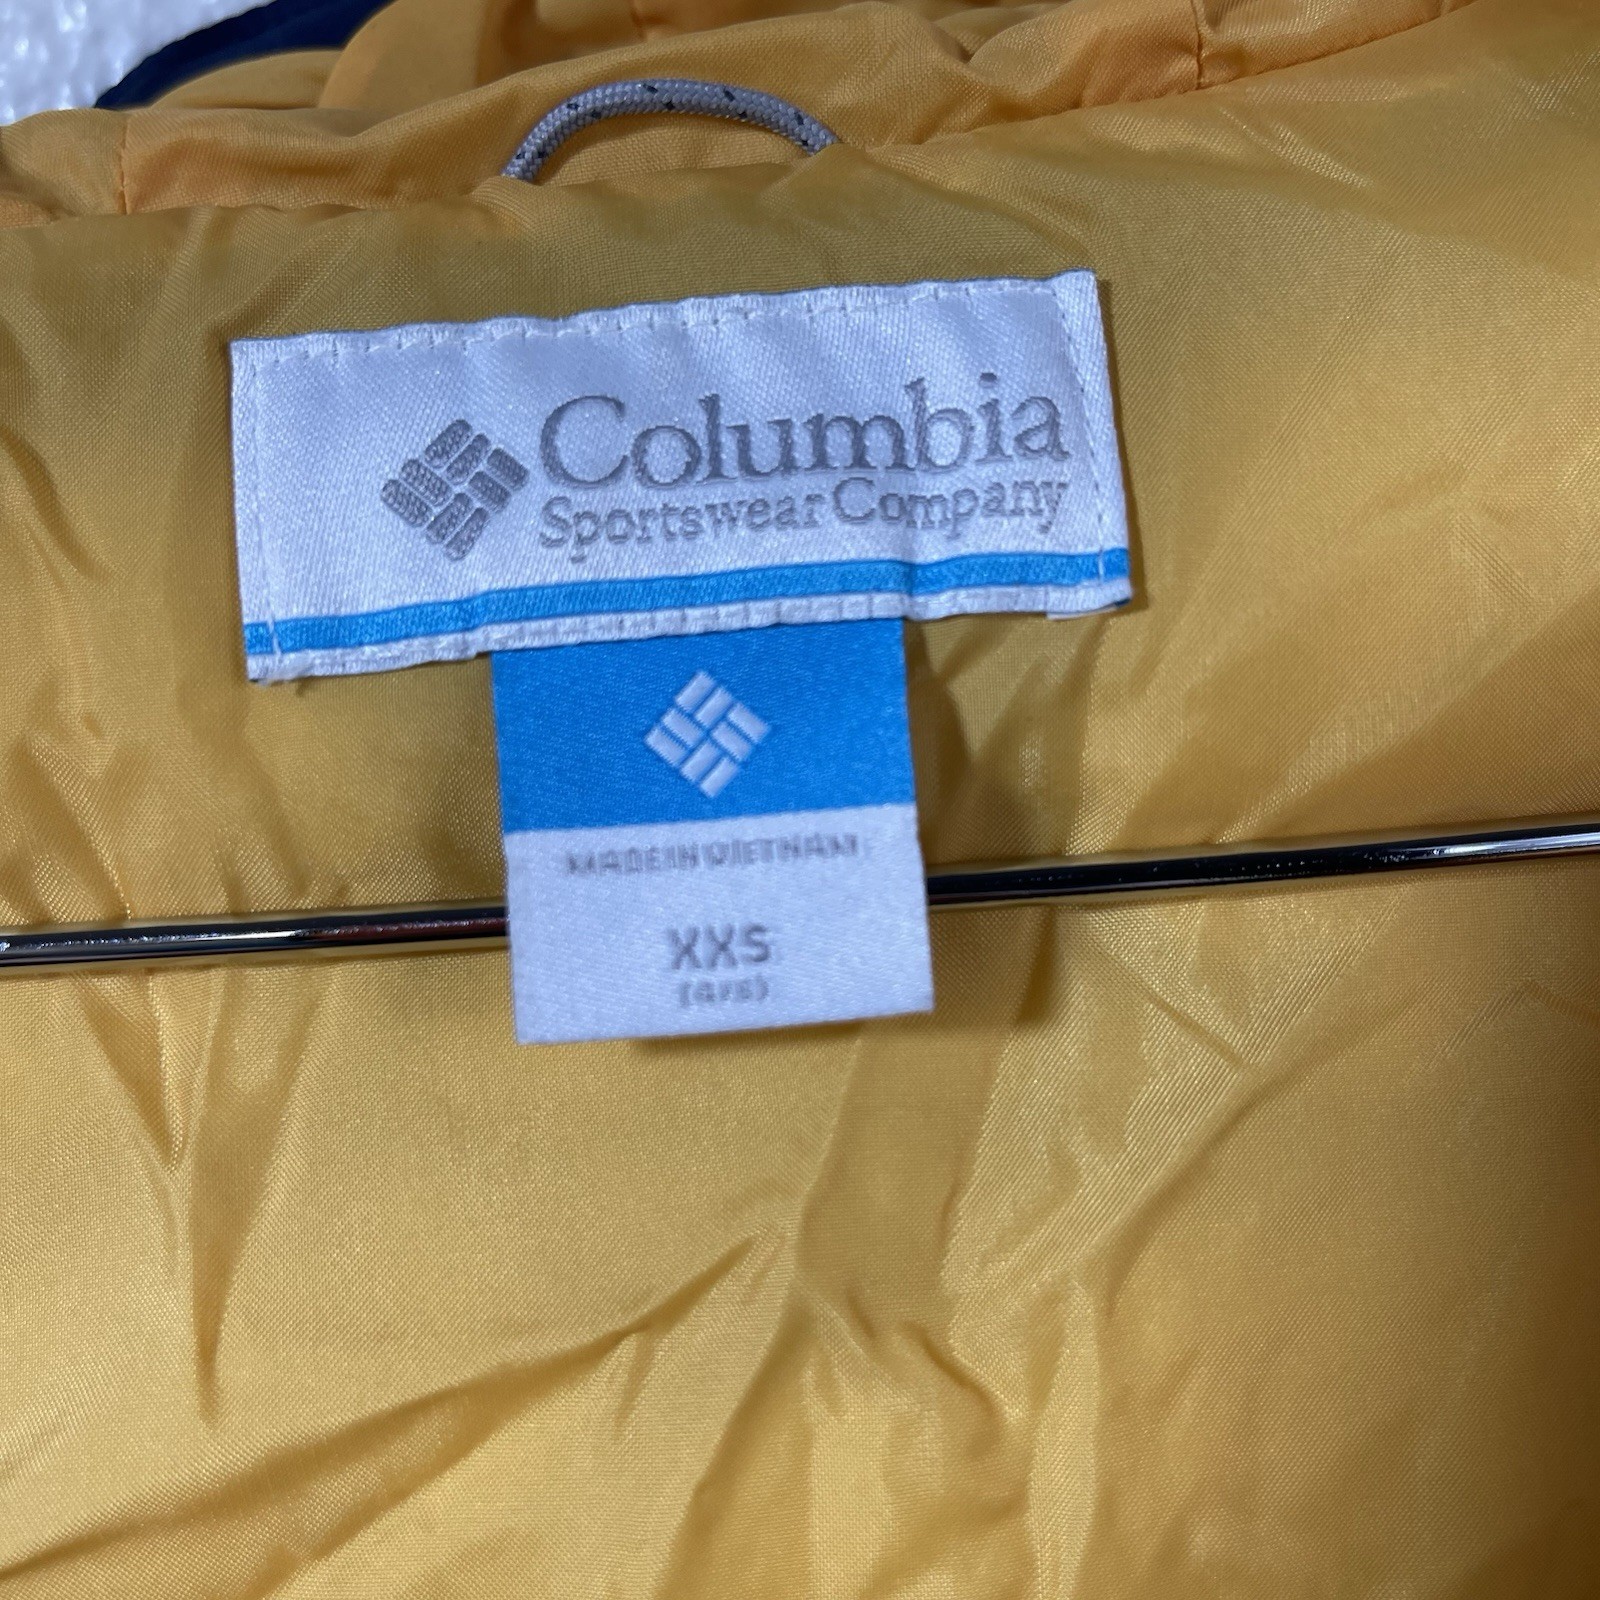 Columbia
Sportswear Company
MADE IN VIETNAM
XXS